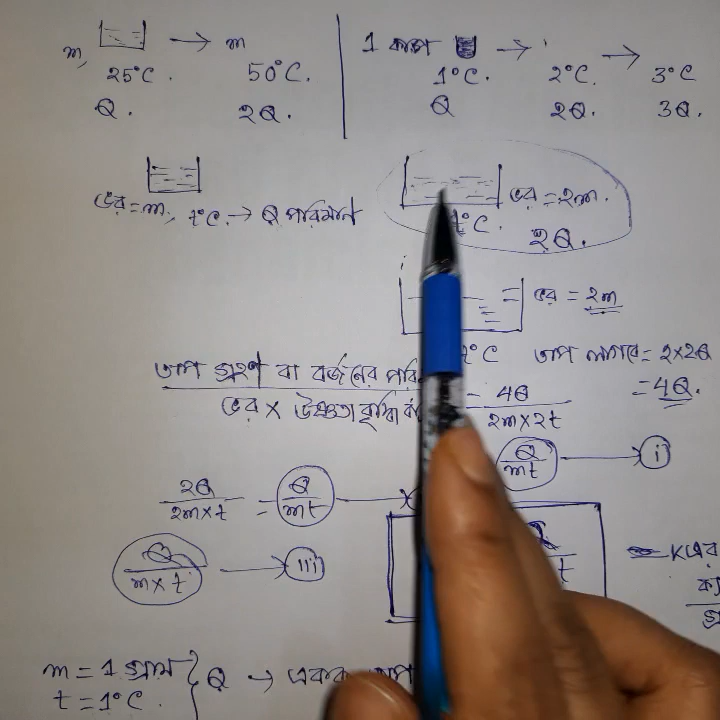 m, → m
25°C. 50°C.
Q. 2Q.
1 কাপ → →
1°C. 2°C. 3°C
Q 2Q. 3Q.
ভর = m, t°C. → Q পরিমাণ
ভর = 2m.
t°C.
2Q.
ভর = 2m
°C তাপ লাগবে = 2×2Q
= 4Q.
তাপ গ্রহণ বা বর্জনের
ভর × উষ্ণতা বৃদ্ধি বা
= 4Q / 2m×2t
Q / mt → i
2Q / 2m×t = Q / mt →
Q / m×t → iii
m = 1 গ্রাম } Q → একক
t = 1°C.